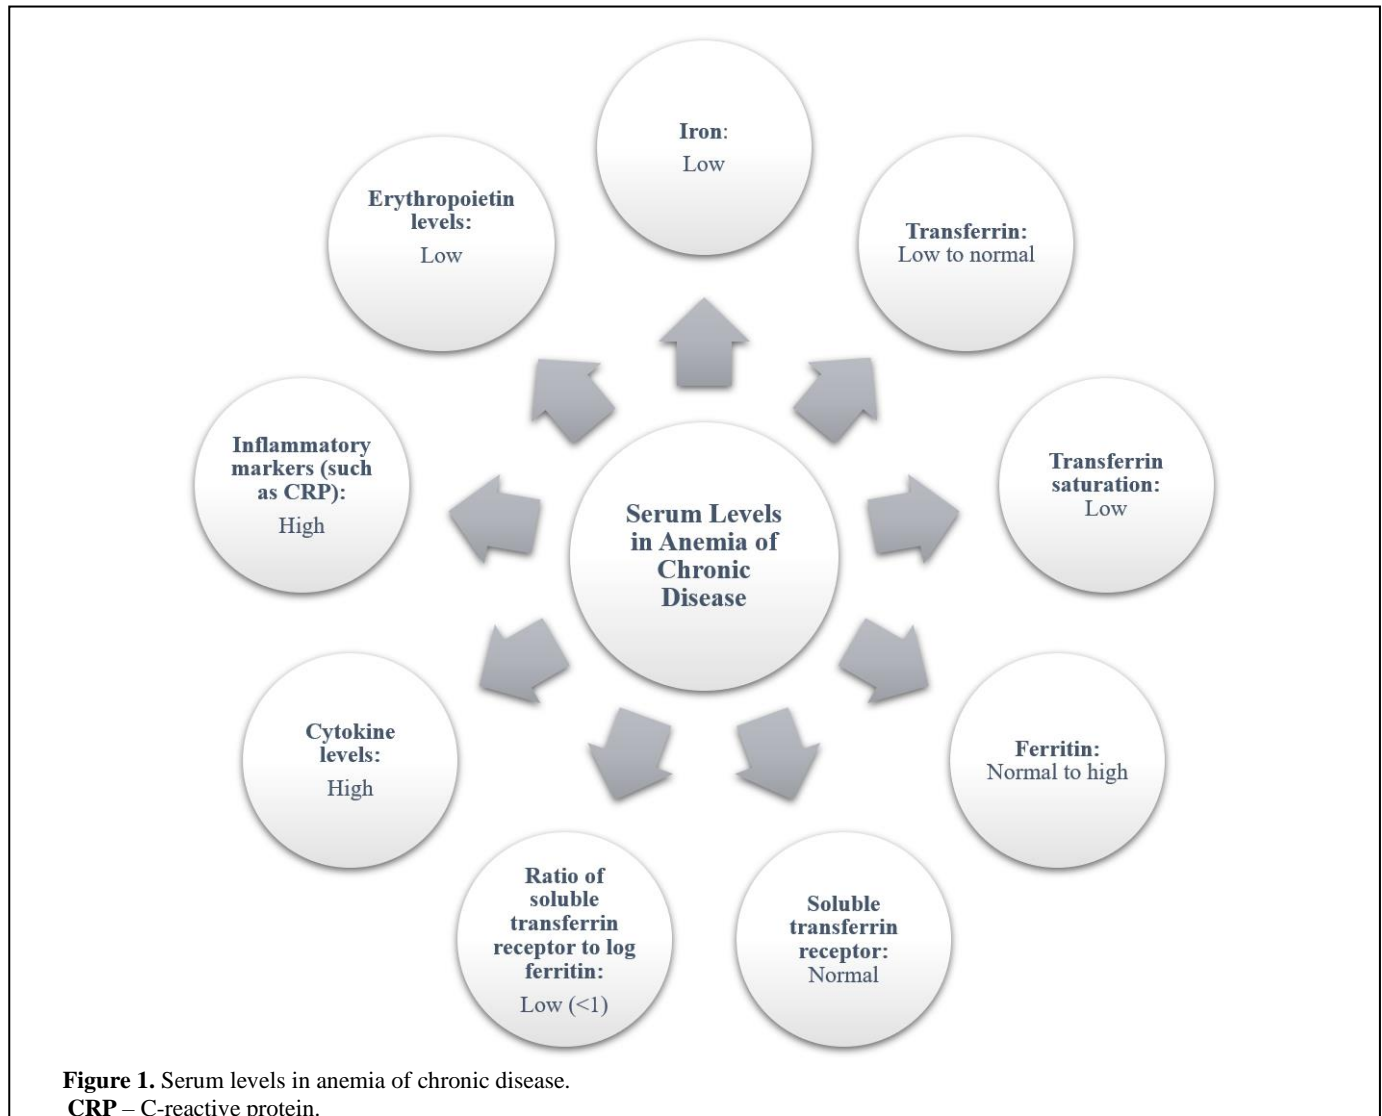 Iron:
Low
Transferrin:
Low to normal
Transferrin
saturation:
Low
Ferritin:
Normal to high
Soluble
transferrin
receptor:
Normal
Ratio of
soluble
transferrin
receptor to log
ferritin:
Low (<1)
Cytokine
levels:
High
Inflammatory
markers (such
as CRP):
High
Erythropoietin
levels:
Low
Serum Levels
in Anemia of
Chronic
Disease
Figure 1. Serum levels in anemia of chronic disease.
CRP – C-reactive protein.